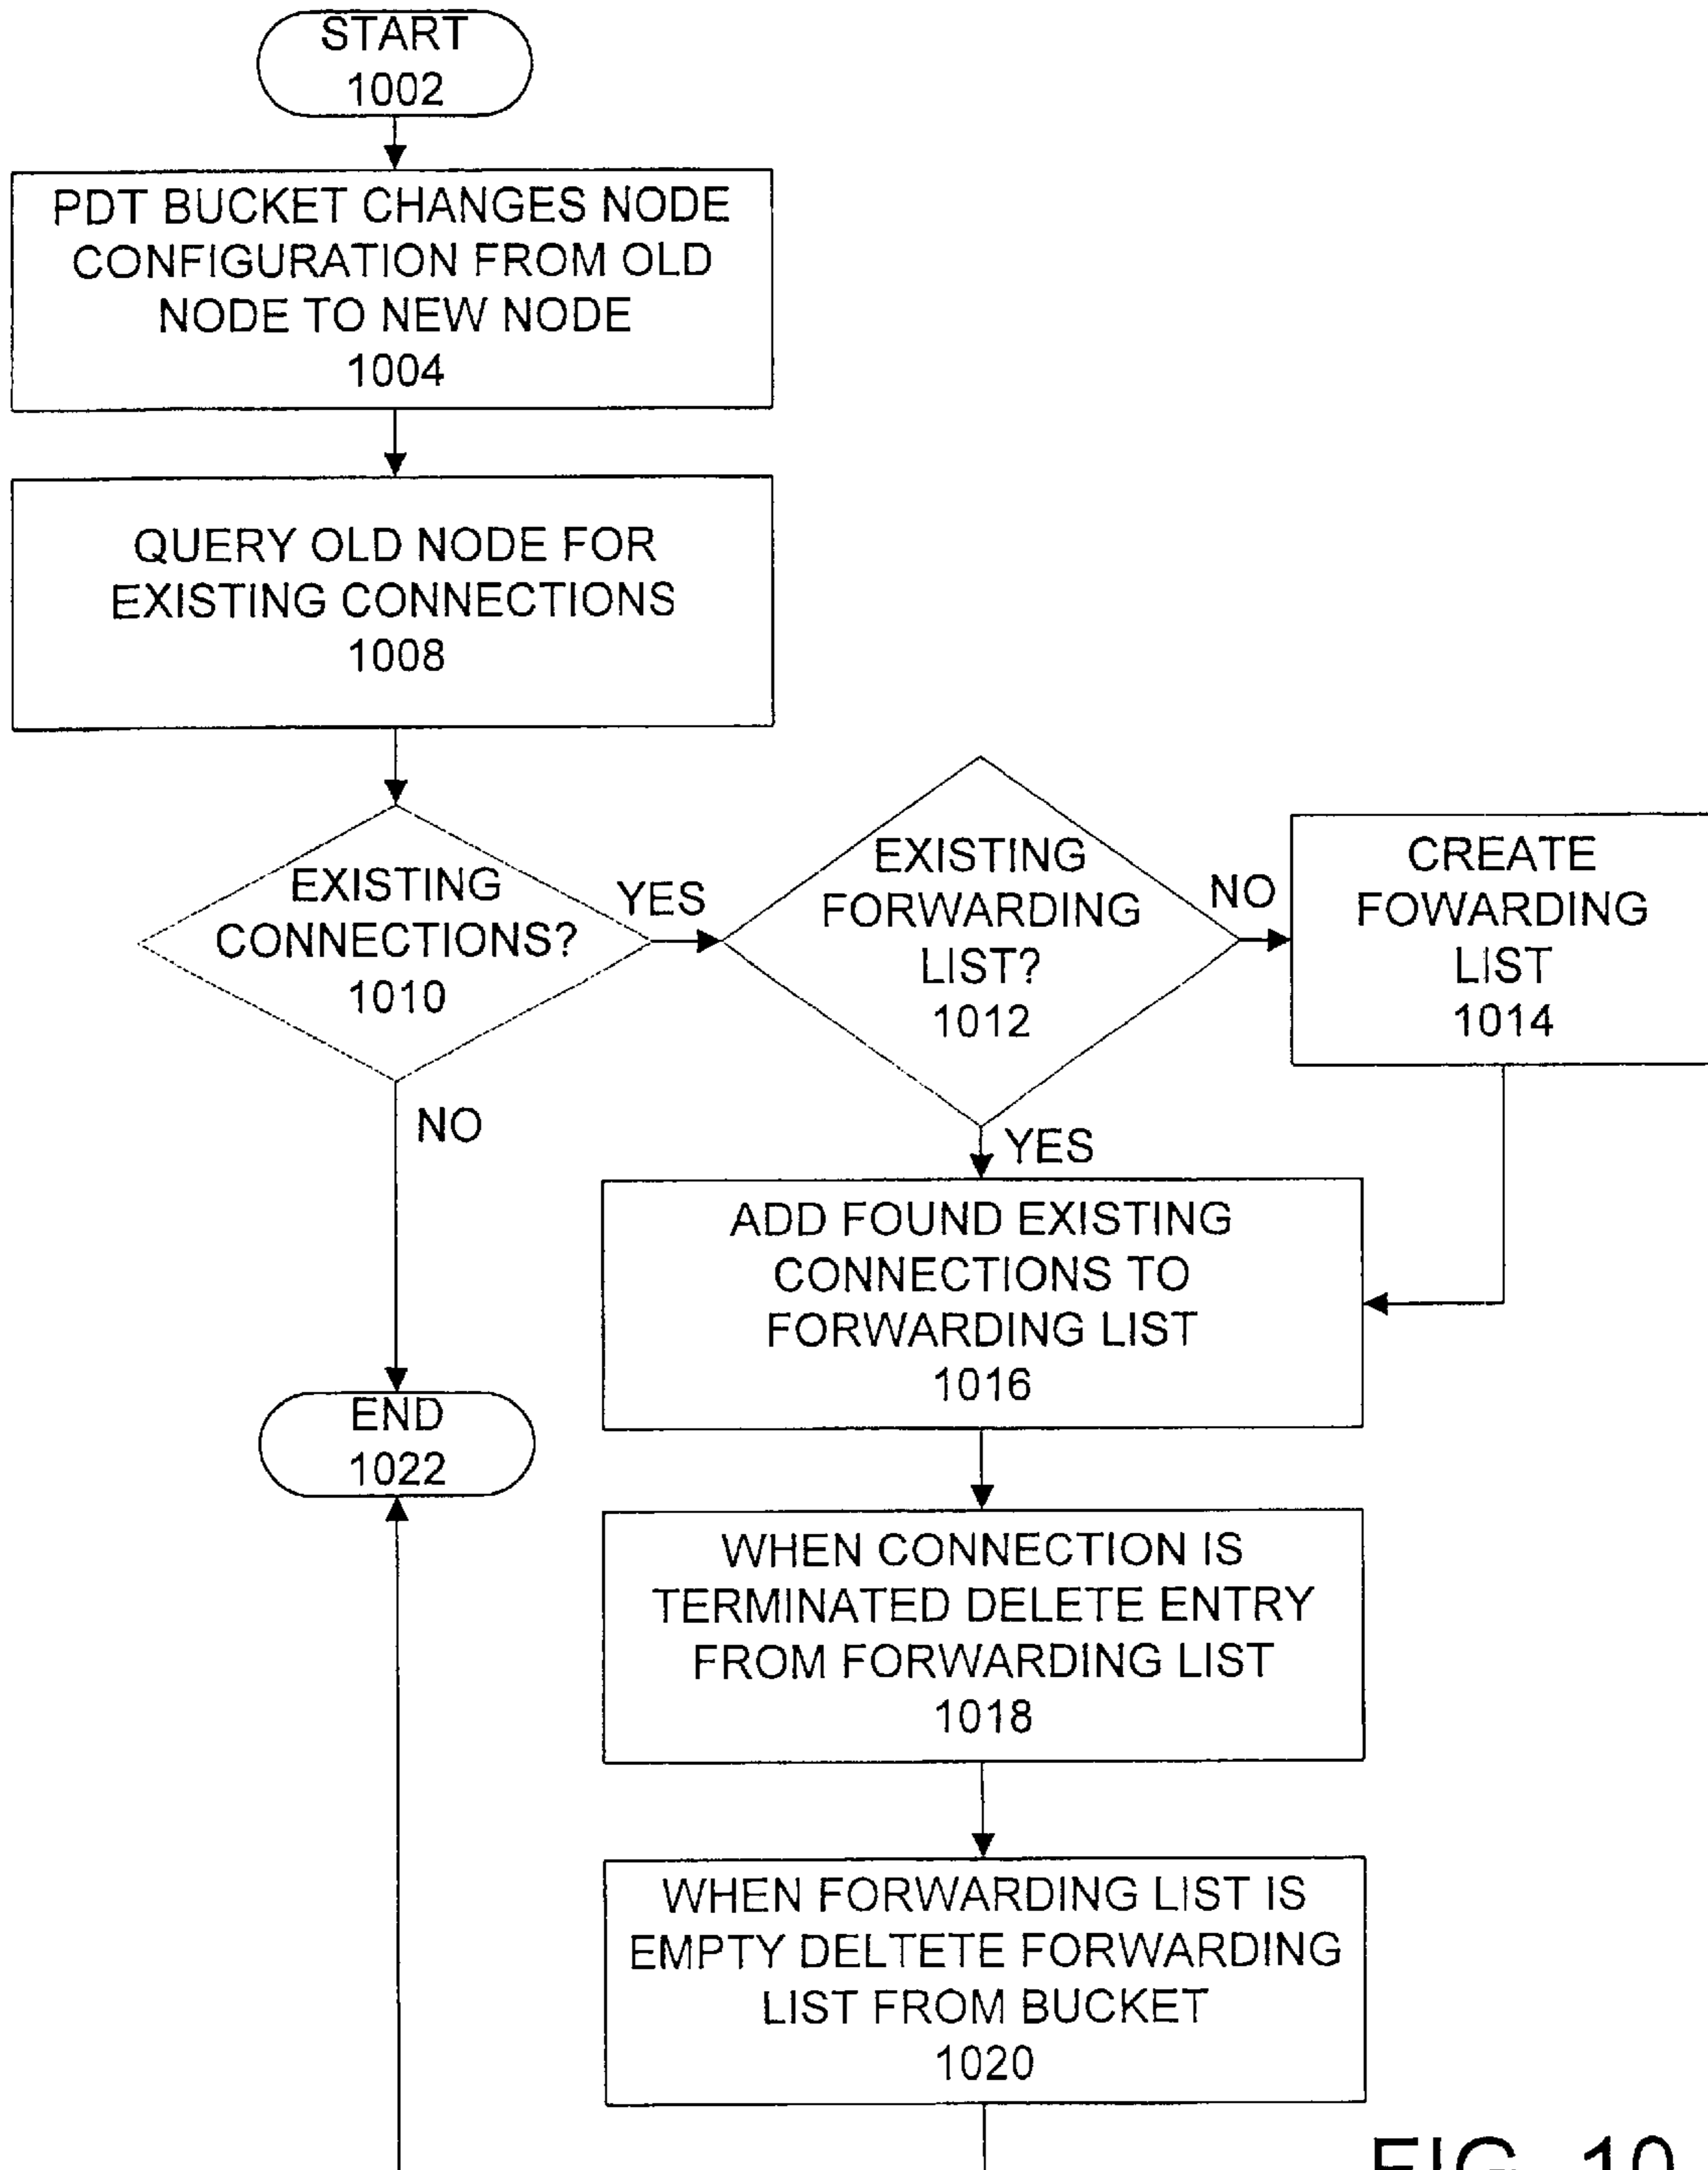 START
1002
PDT BUCKET CHANGES NODE
CONFIGURATION FROM OLD
NODE TO NEW NODE
1004
QUERY OLD NODE FOR
EXISTING CONNECTIONS
1008
EXISTING
CONNECTIONS?
1010
YES
NO
EXISTING
FORWARDING
LIST?
1012
NO
YES
CREATE
FOWARDING
LIST
1014
ADD FOUND EXISTING
CONNECTIONS TO
FORWARDING LIST
1016
END
1022
WHEN CONNECTION IS
TERMINATED DELETE ENTRY
FROM FORWARDING LIST
1018
WHEN FORWARDING LIST IS
EMPTY DELTETE FORWARDING
LIST FROM BUCKET
1020
FIG. 10